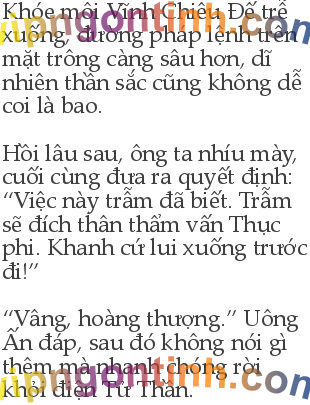 Khóe môi Vĩnh Chiêu Đế trễ
xuống, đường pháp lệnh trên
mặt trông càng sâu hơn, dĩ
nhiên thần sắc cũng không dễ
coi là bao.
Hồi lâu sau, ông ta nhíu mày,
cuối cùng đưa ra quyết định:
“Việc này trẫm đã biết. Trẫm
sẽ đích thân thẩm vấn Thục
phi. Khanh cứ lui xuống trước
đi!”
“Vâng, hoàng thượng.” Uông
Ấn đáp, sau đó không nói gì
thêm mà nhanh chóng rời
khỏi điện Tử Thần.
vipngontinh.com
vipngontinh.com